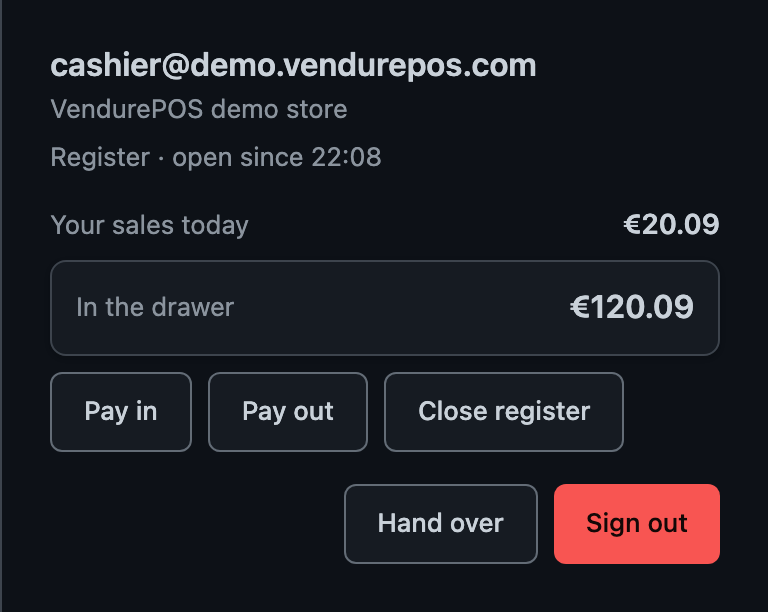 cashier@demo.vendurepos.com
VendurePOS demo store
Register · open since 22:08
Your sales today €20.09
In the drawer €120.09
Pay in Pay out Close register
Hand over Sign out